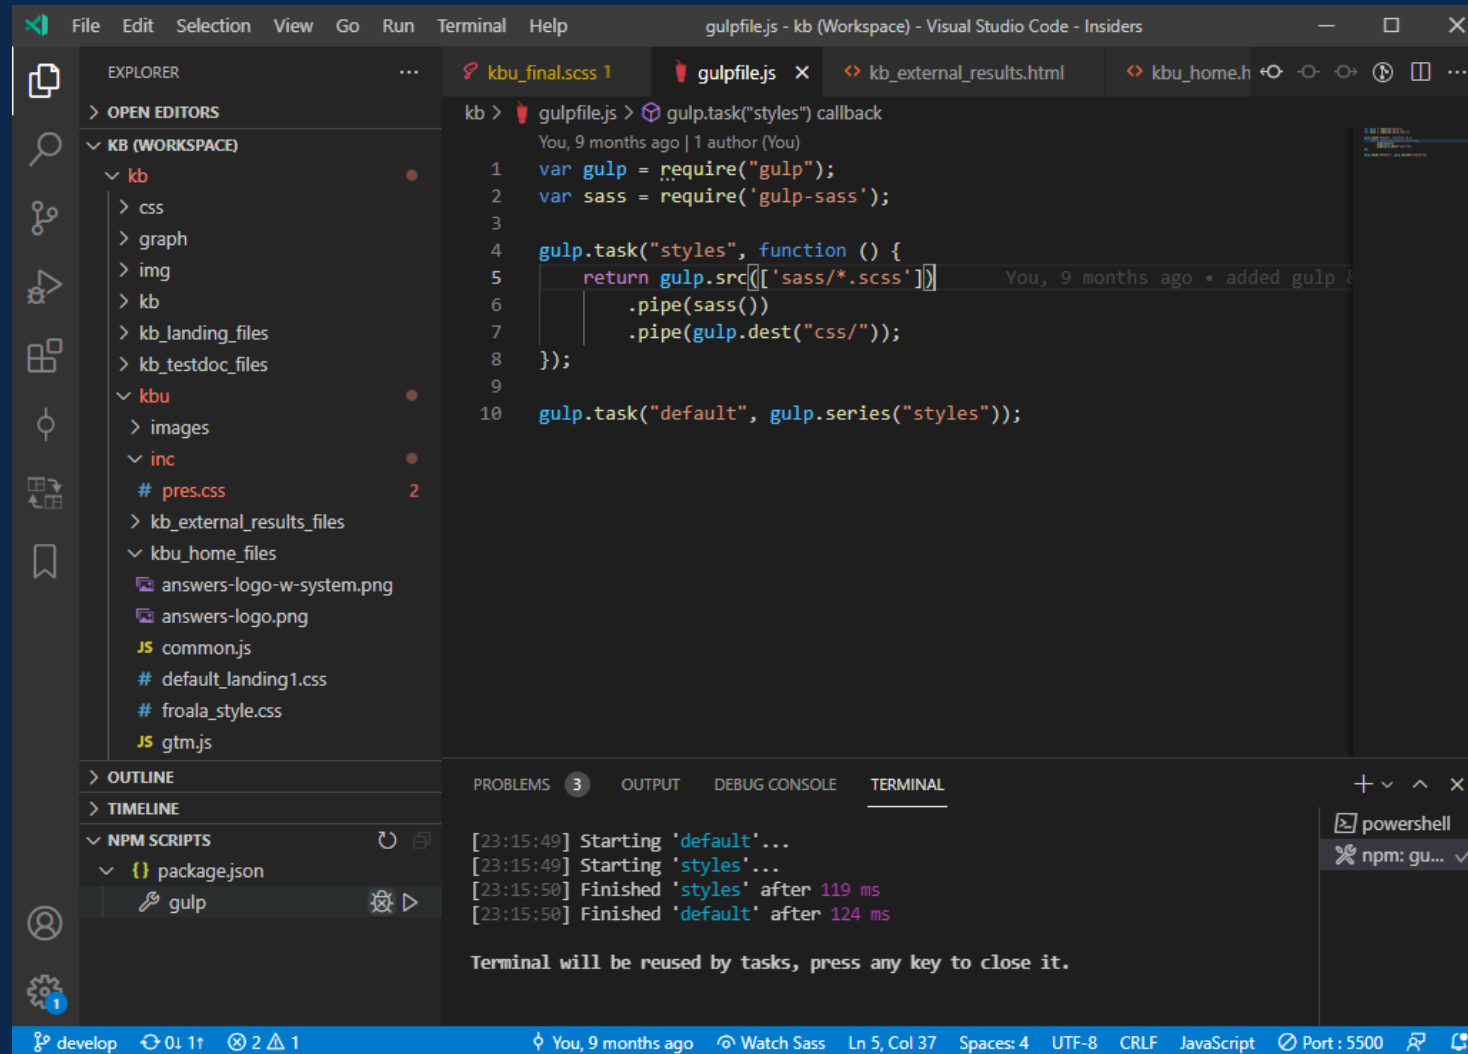 File Edit Selection View Go Run Terminal Help gulpfile.js - kb (Workspace) - Visual Studio Code - Insiders
EXPLORER
OPEN EDITORS
KB (WORKSPACE)
kb
css
graph
img
kb
kb_landing_files
kb_testdoc_files
kbu
images
inc
# pres.css 2
kb_external_results_files
kbu_home_files
answers-logo-w-system.png
answers-logo.png
JS common.js
# default_landing1.css
# froala_style.css
JS gtm.js
OUTLINE
TIMELINE
NPM SCRIPTS
{} package.json
gulp
1
kbu_final.scss 1 gulpfile.js kb_external_results.html kbu_home.h
kb > gulpfile.js > gulp.task("styles") callback
You, 9 months ago | 1 author (You)
1 var gulp = require("gulp");
2 var sass = require('gulp-sass');
3
4 gulp.task("styles", function () {
5 return gulp.src(['sass/*.scss']) You, 9 months ago • added gulp &
6 .pipe(sass())
7 .pipe(gulp.dest("css/"));
8 });
9
10 gulp.task("default", gulp.series("styles"));
PROBLEMS 3 OUTPUT DEBUG CONSOLE TERMINAL
[23:15:49] Starting 'default'...
[23:15:49] Starting 'styles'...
[23:15:50] Finished 'styles' after 119 ms
[23:15:50] Finished 'default' after 124 ms
Terminal will be reused by tasks, press any key to close it.
powershell
npm: gu...
develop 0↓ 1↑ 2 1 You, 9 months ago Watch Sass Ln 5, Col 37 Spaces: 4 UTF-8 CRLF JavaScript Port : 5500